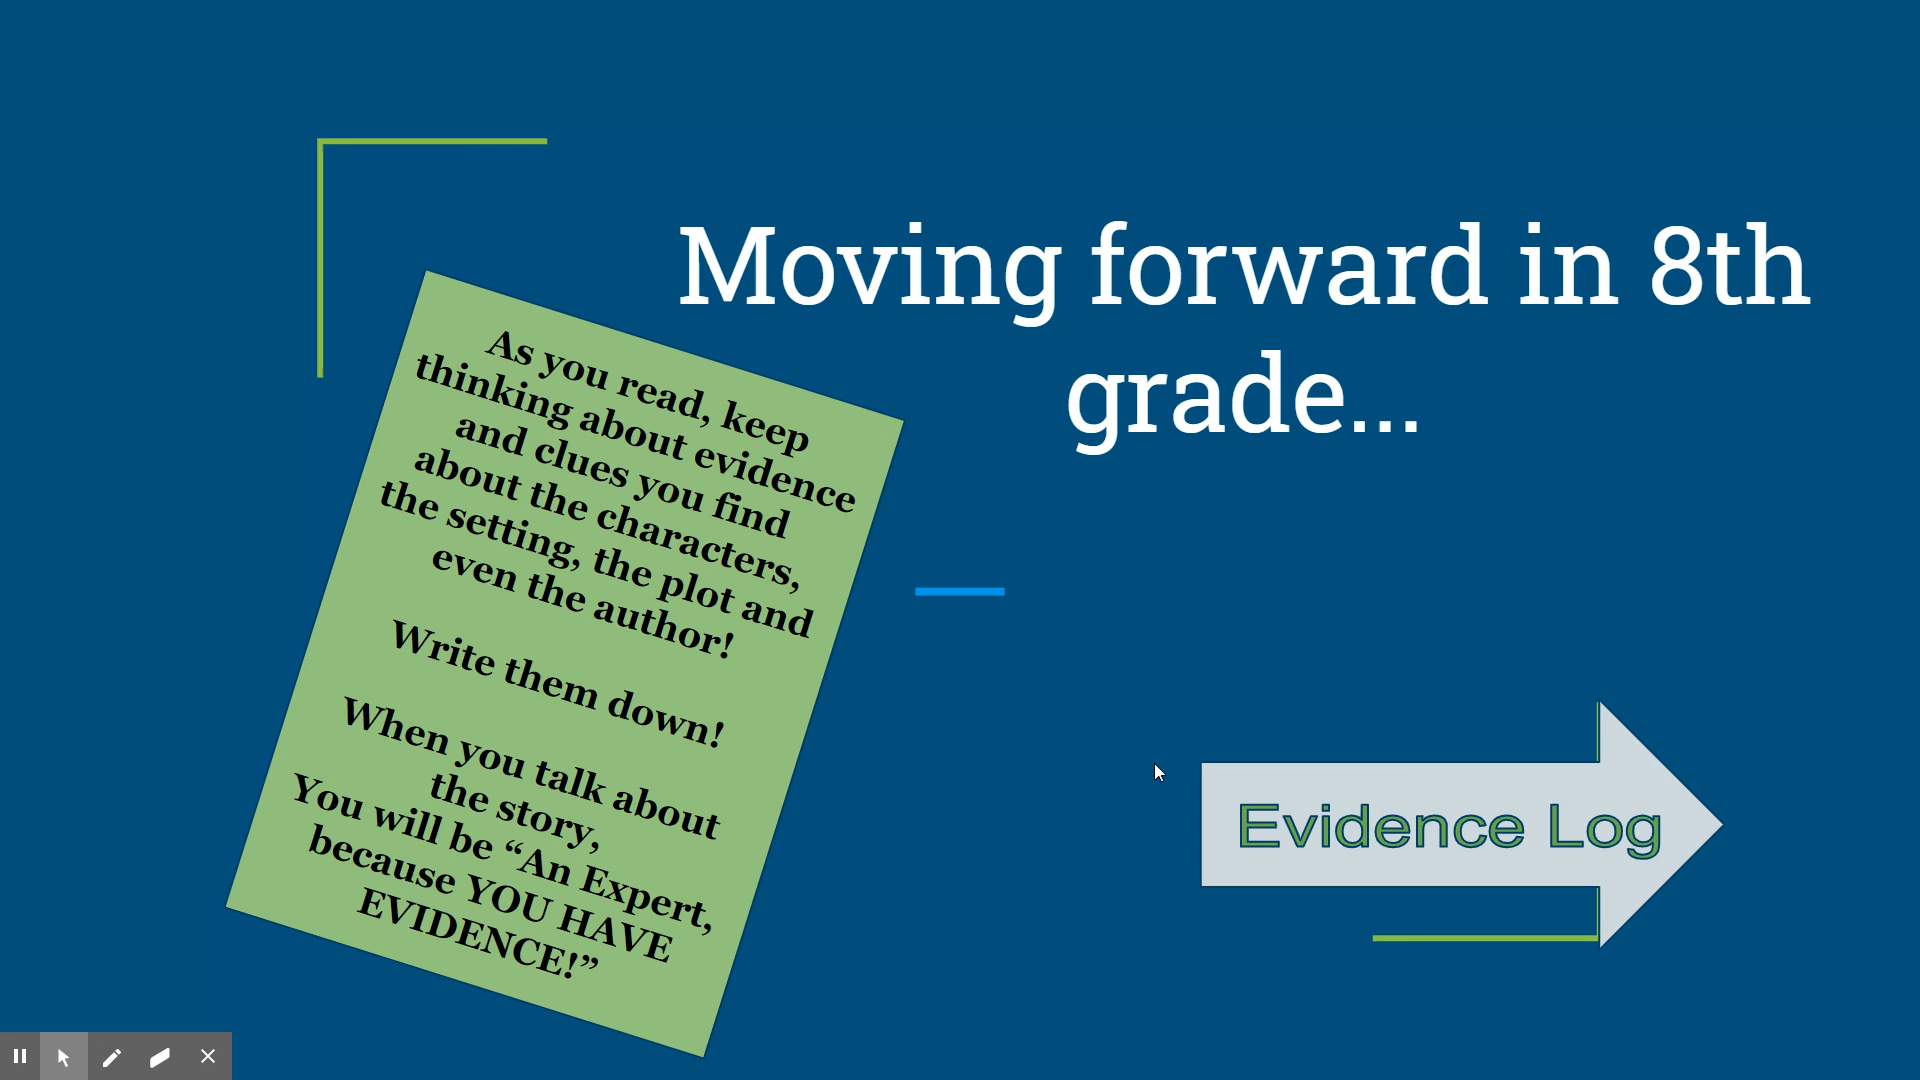 Moving forward in 8th
grade...
As you read, keep
thinking about evidence
and clues you find
about the characters,
the setting, the plot and
even the author!
Write them down!
When you talk about
the story,
You will be “An Expert,
because YOU HAVE
EVIDENCE!”
Evidence Log